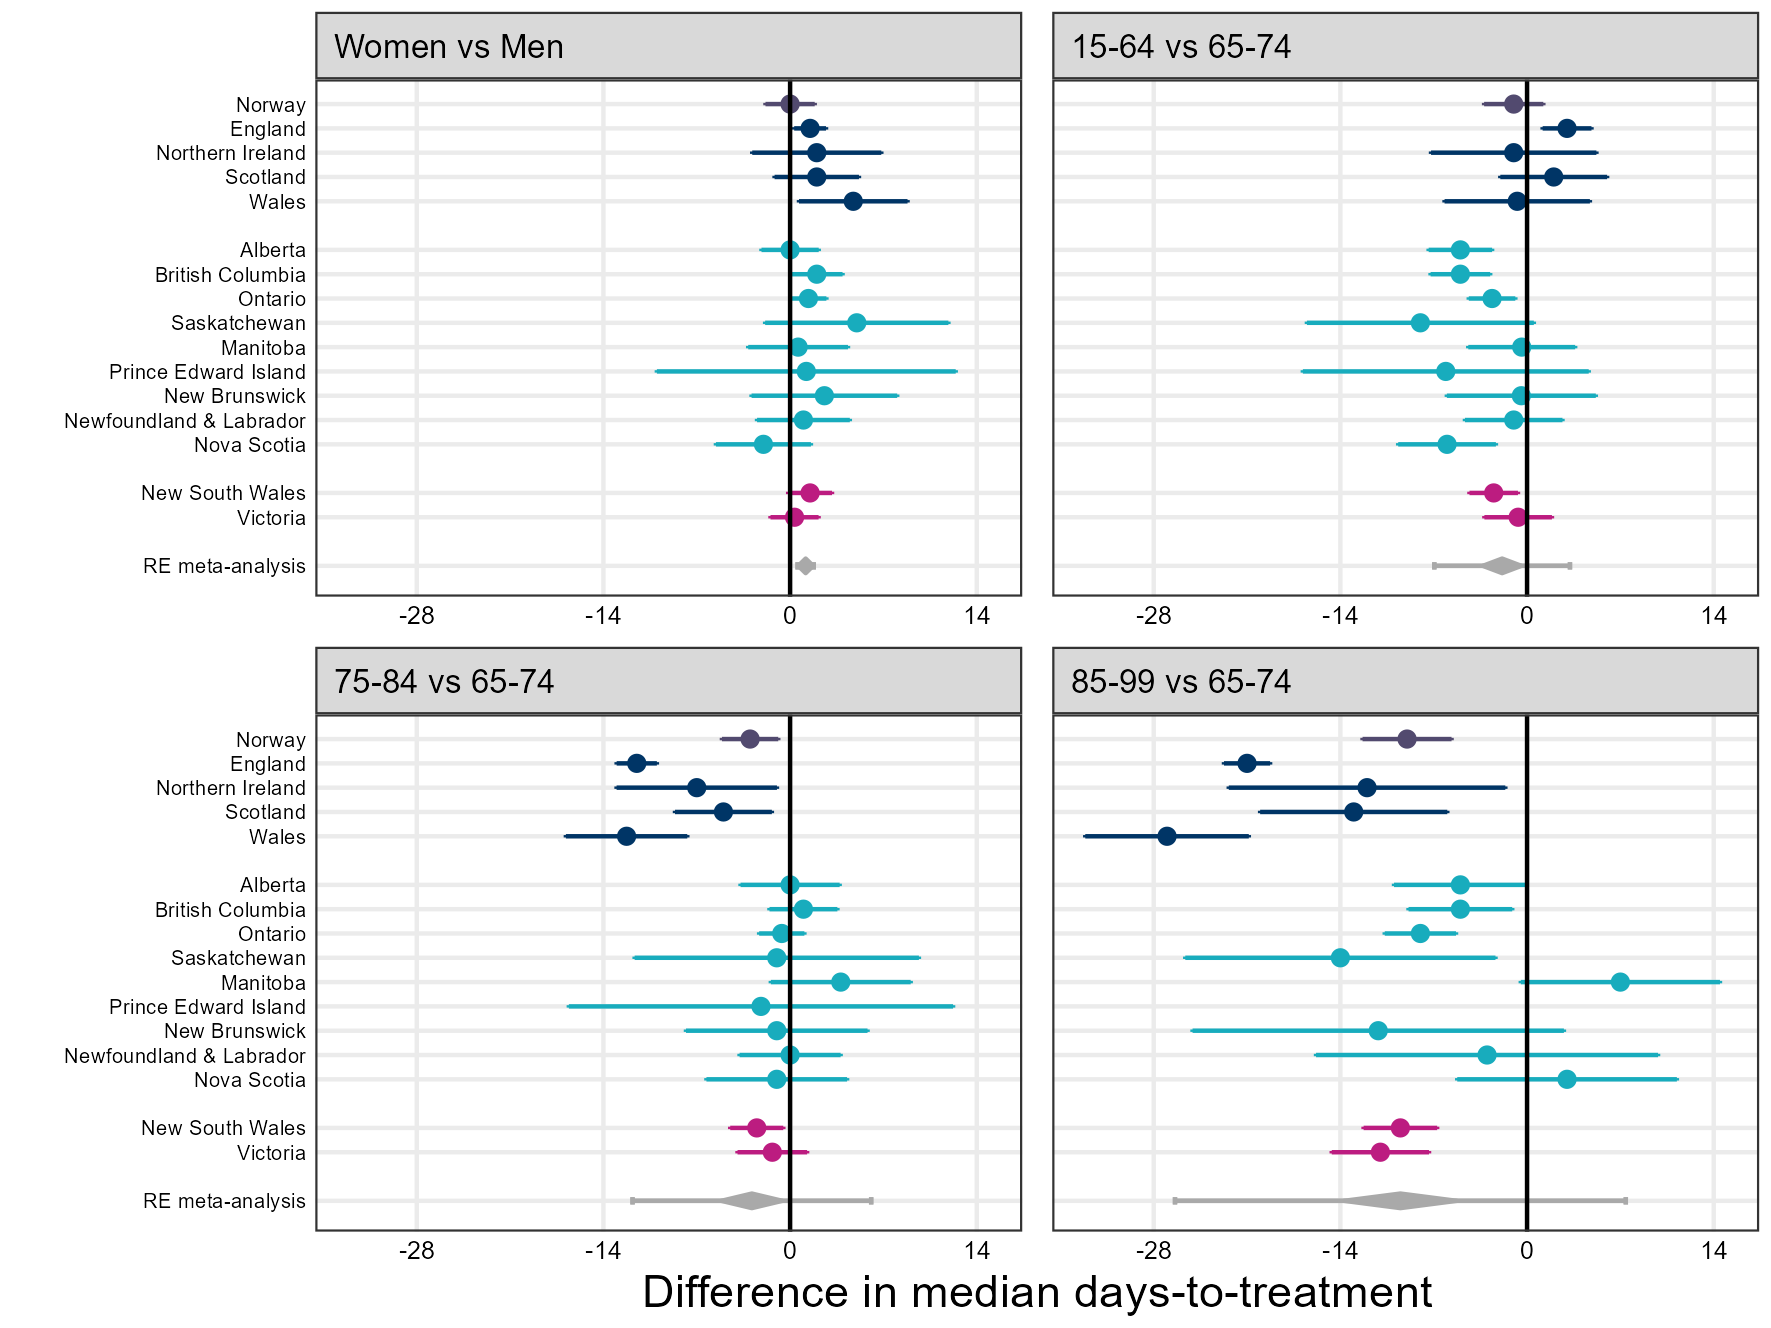 Women vs Men
15-64 vs 65-74
Norway
England
Northern Ireland
Scotland
Wales
Alberta
British Columbia
Ontario
Saskatchewan
Manitoba
Prince Edward Island
New Brunswick
Newfoundland & Labrador
Nova Scotia
New South Wales
Victoria
RE meta-analysis
-28 -14 0 14
-28 -14 0 14
75-84 vs 65-74
85-99 vs 65-74
Norway
England
Northern Ireland
Scotland
Wales
Alberta
British Columbia
Ontario
Saskatchewan
Manitoba
Prince Edward Island
New Brunswick
Newfoundland & Labrador
Nova Scotia
New South Wales
Victoria
RE meta-analysis
-28 -14 0 14
-28 -14 0 14
Difference in median days-to-treatment